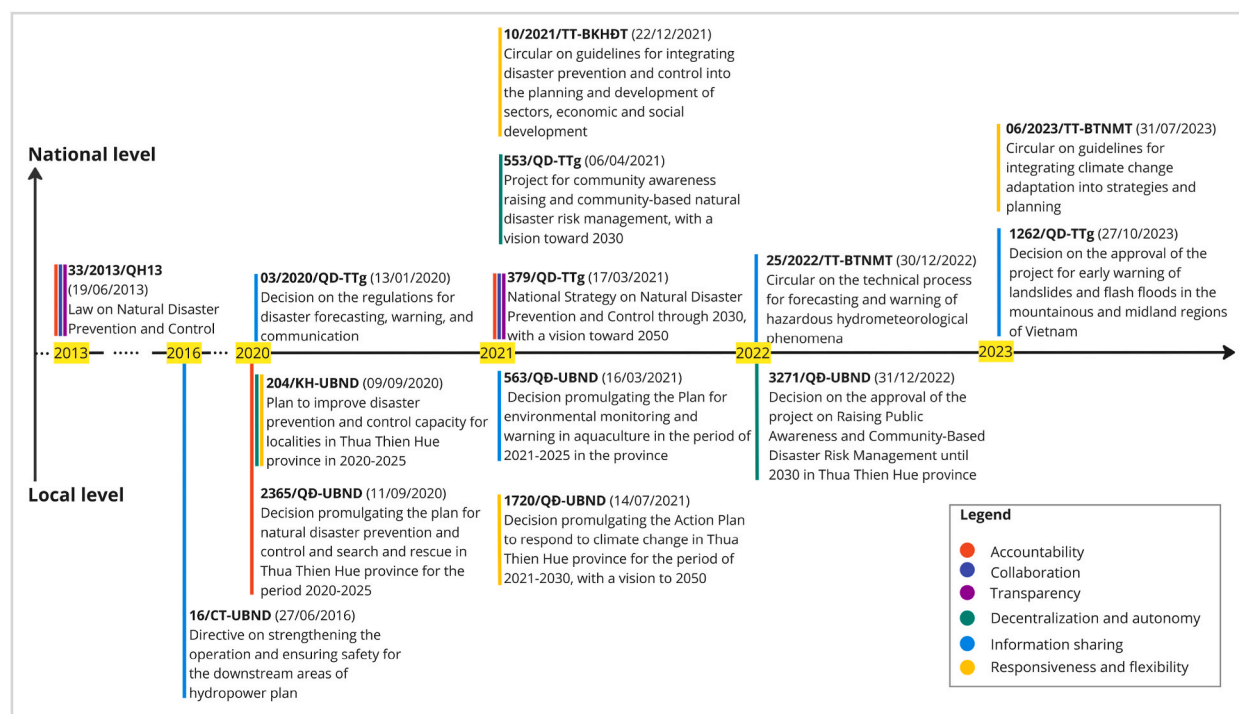 10/2021/TT-BKHĐT (22/12/2021)
Circular on guidelines for integrating
disaster prevention and control into
the planning and development of
sectors, economic and social
development
National level
553/QD-TTg (06/04/2021)
Project for community awareness
raising and community-based natural
disaster risk management, with a
vision toward 2030
06/2023/TT-BTNMT (31/07/2023)
Circular on guidelines for
integrating climate change
adaptation into strategies and
planning
33/2013/QH13
(19/06/2013)
Law on Natural Disaster
Prevention and Control
03/2020/QD-TTg (13/01/2020)
Decision on the regulations for
disaster forecasting, warning, and
communication
379/QD-TTg (17/03/2021)
National Strategy on Natural Disaster
Prevention and Control through 2030,
with a vision toward 2050
25/2022/TT-BTNMT (30/12/2022)
Circular on the technical process
for forecasting and warning of
hazardous hydrometeorological
phenomena
1262/QD-TTg (27/10/2023)
Decision on the approval of the
project for early warning of
landslides and flash floods in the
mountainous and midland regions
of Vietnam
2013
2016
2020
2021
2022
2023
204/KH-UBND (09/09/2020)
Plan to improve disaster
prevention and control capacity for
localities in Thua Thien Hue
province in 2020-2025
563/QĐ-UBND (16/03/2021)
Decision promulgating the Plan for
environmental monitoring and
warning in aquaculture in the period of
2021-2025 in the province
3271/QĐ-UBND (31/12/2022)
Decision on the approval of the
project on Raising Public
Awareness and Community-Based
Disaster Risk Management until
2030 in Thua Thien Hue province
Local level
2365/QĐ-UBND (11/09/2020)
Decision promulgating the plan for
natural disaster prevention and
control and search and rescue in
Thua Thien Hue province for the
period 2020-2025
1720/QĐ-UBND (14/07/2021)
Decision promulgating the Action Plan
to respond to climate change in Thua
Thien Hue province for the period of
2021-2030, with a vision to 2050
16/CT-UBND (27/06/2016)
Directive on strengthening the
operation and ensuring safety for
the downstream areas of
hydropower plan
Legend
Accountability
Collaboration
Transparency
Decentralization and autonomy
Information sharing
Responsiveness and flexibility